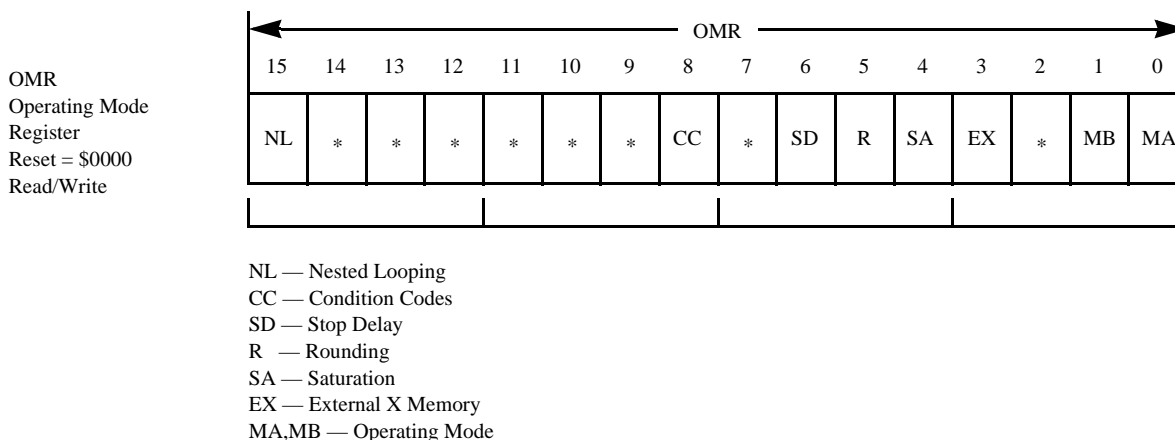 OMR
15 14 13 12 11 10 9 8 7 6 5 4 3 2 1 0
OMR
Operating Mode
Register
Reset = $0000
Read/Write
NL * * * * * * CC * SD R SA EX * MB MA
NL — Nested Looping
CC — Condition Codes
SD — Stop Delay
R — Rounding
SA — Saturation
EX — External X Memory
MA,MB — Operating Mode